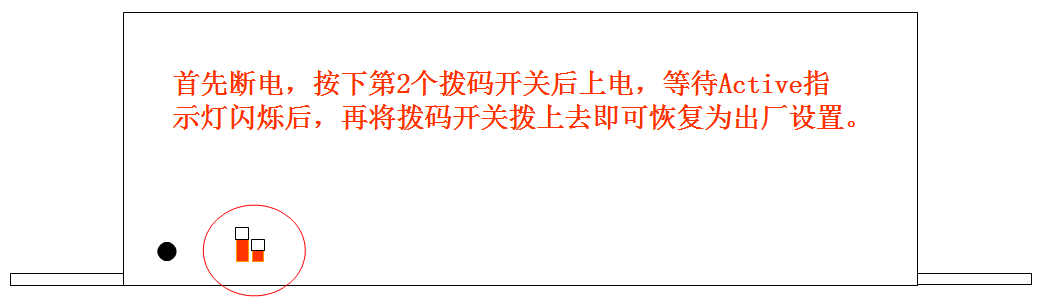 首先断电，按下第2个拨码开关后上电，等待Active指
示灯闪烁后，再将拨码开关拨上去即可恢复为出厂设置。